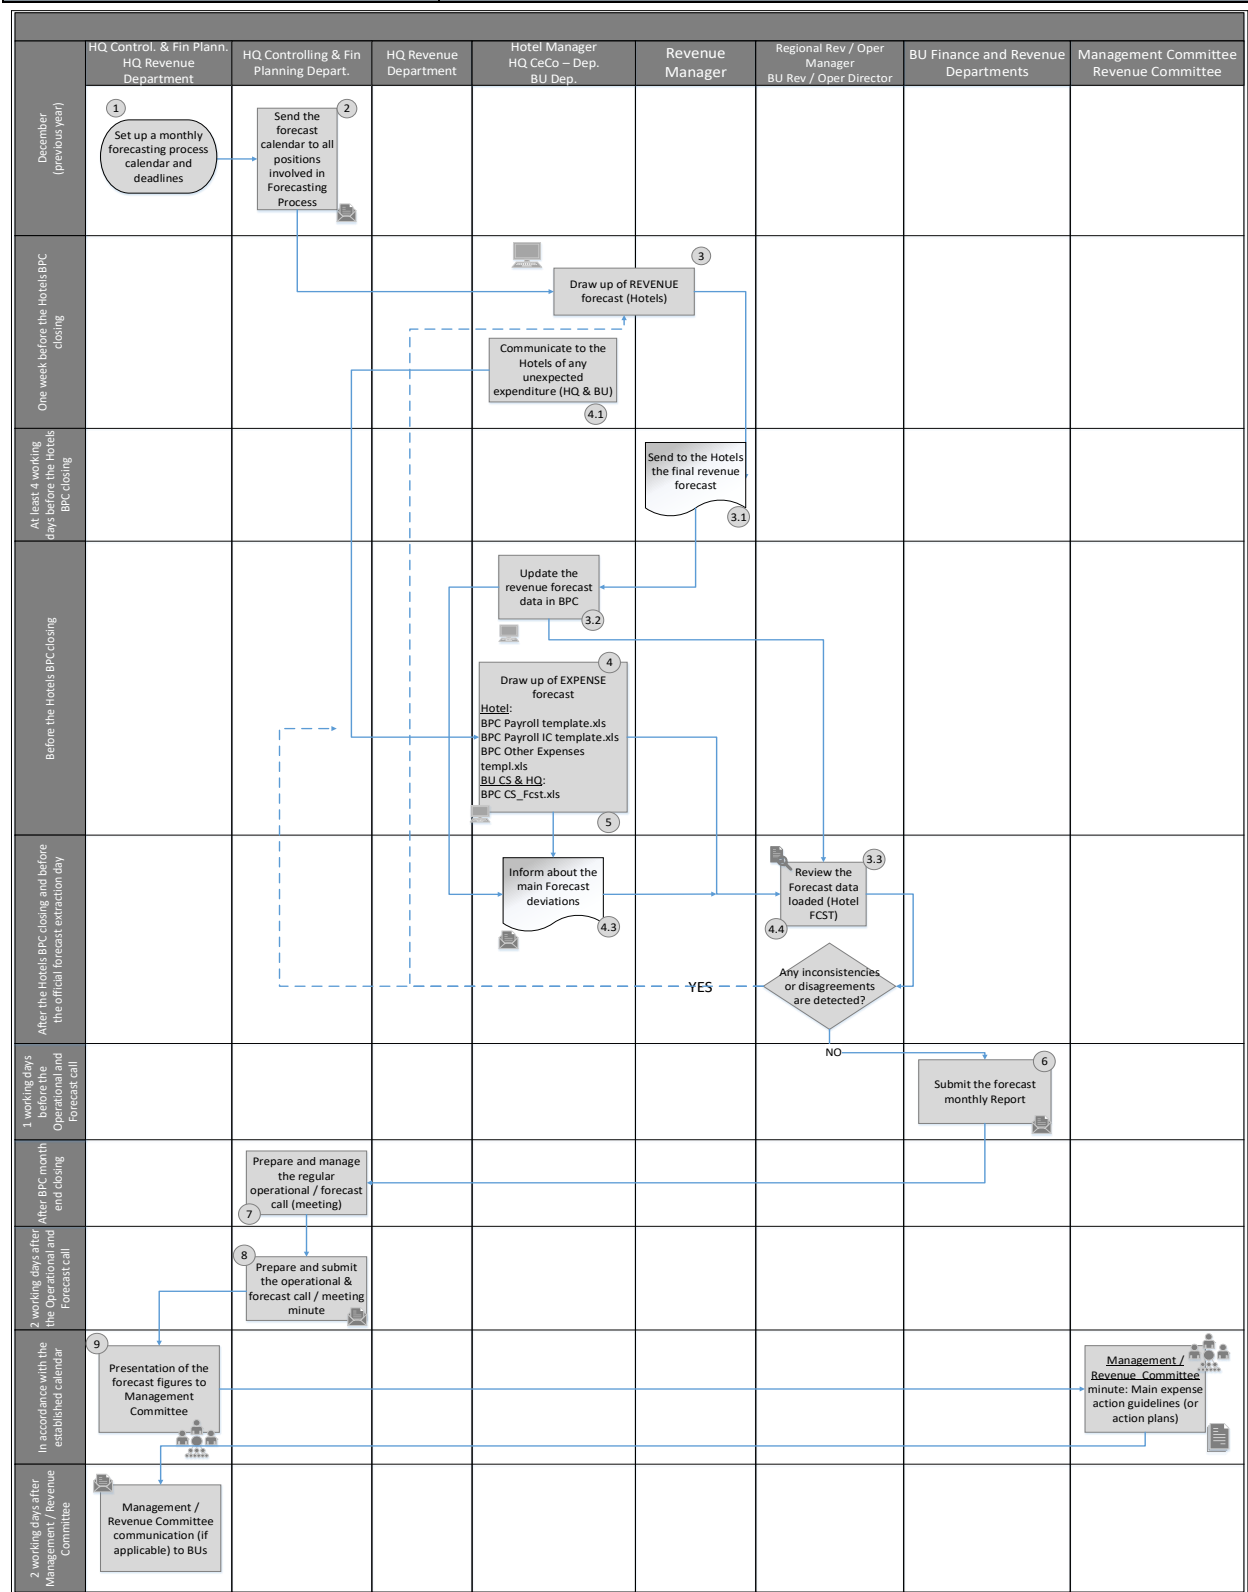 HQ Control. & Fin Plann.
HQ Revenue
Department
HQ Controlling & Fin
Planning Depart.
HQ Revenue
Department
Hotel Manager
HQ CeCo – Dep.
BU Dep.
Revenue
Manager
Regional Rev / Oper
Manager
BU Rev / Oper Director
BU Finance and Revenue
Departments
Management Committee
Revenue Committee
December
(previous year)
1
Set up a monthly
forecasting process
calendar and
deadlines
2
Send the
forecast
calendar to all
positions
involved in
Forecasting
Process
One week before the Hotels BPC
closing
3
Draw up of REVENUE
forecast (Hotels)
Communicate to the
Hotels of any
unexpected
expenditure (HQ & BU)
4.1
At least 4 working
days before the Hotels
BPC closing
Send to the Hotels
the final revenue
forecast
3.1
Before the Hotels BPC closing
Update the
revenue forecast
data in BPC
3.2
4
Draw up of EXPENSE
forecast
Hotel:
BPC Payroll template.xls
BPC Payroll IC template.xls
BPC Other Expenses
templ.xls
BU CS & HQ:
BPC CS_Fcst.xls
5
After the Hotels BPC closing and before
the official forecast extraction day
Inform about the
main Forecast
deviations
4.3
3.3
Review the
Forecast data
loaded (Hotel
FCST)
4.4
Any inconsistencies
or disagreements
are detected?
YES
NO
1 working days
before the
Operational and
Forecast call
6
Submit the forecast
monthly Report
After BPC month
end closing
Prepare and manage
the regular
operational / forecast
call (meeting)
7
2 working days after
the Operational and
Forecast call
8
Prepare and submit
the operational &
forecast call / meeting
minute
In accordance with the
established calendar
9
Presentation of the
forecast figures to
Management
Committee
Management /
Revenue Committee
minute: Main expense
action guidelines (or
action plans)
2 working days after
Management / Revenue
Committee
Management /
Revenue Committee
communication (if
applicable) to BUs